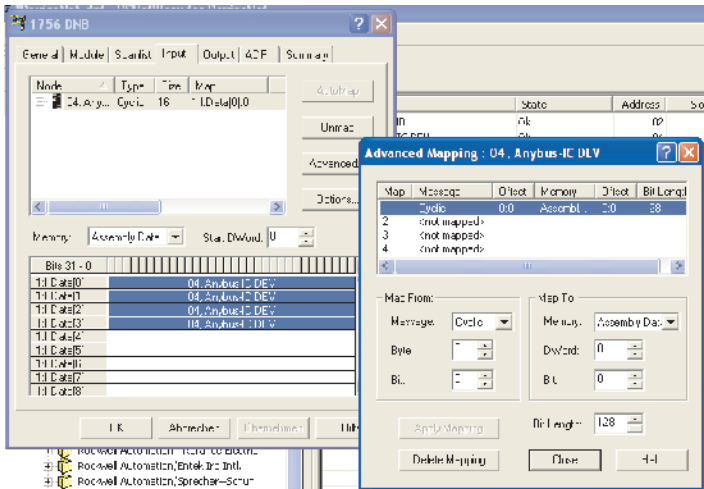 1756 DNB
General Module Scanlist Input Output ADR Summary
Node Type Size Map
04, Any... Cyclic 16 1:I.Data[0].0
AutoMap
Unmap
Advanced...
Options...
Memory: Assembly Data Start DWord: 0
Bits 31 - 0
1:I.Data[0] 04, Anybus-IC DEV
1:I.Data[1] 04, Anybus-IC DEV
1:I.Data[2] 04, Anybus-IC DEV
1:I.Data[3] 04, Anybus-IC DEV
1:I.Data[4]
1:I.Data[5]
1:I.Data[6]
1:I.Data[7]
1:I.Data[8]
OK Abbrechen Übernehmen Hilfe
State Address
Ok 02
Advanced Mapping : 04, Anybus-IC DEV
Map Message Offset Memory Offset Bit Length
Cyclic 0:0 Assembl... 0:0 128
2 <not mapped>
3 <not mapped>
4 <not mapped>
Map From:
Message: Cyclic
Byte
Bit:
Map To
Memory: Assembly Data
DWord: 0
Bit 0
Apply Mapping
Bit Length: 128
Delete Mapping Close Help
Rockwell Automation/Entek Ird Intl.
Rockwell Automation/Sprecher+Schuh